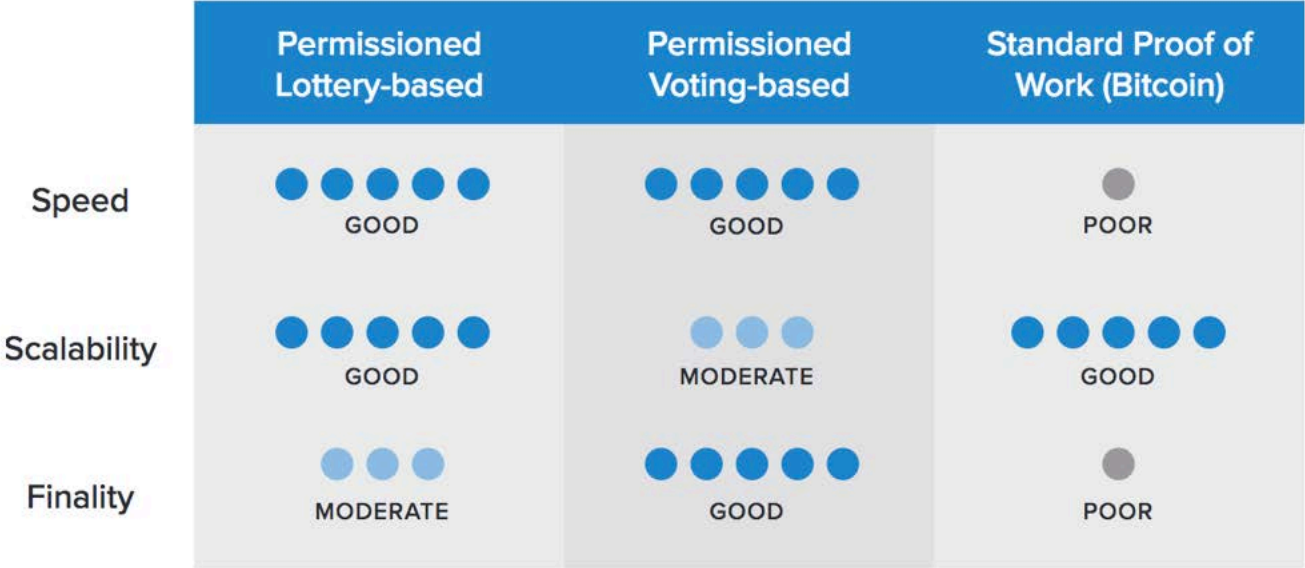 Permissioned
Lottery-based
Permissioned
Voting-based
Standard Proof of
Work (Bitcoin)
Speed
GOOD
GOOD
POOR
Scalability
GOOD
MODERATE
GOOD
Finality
MODERATE
GOOD
POOR